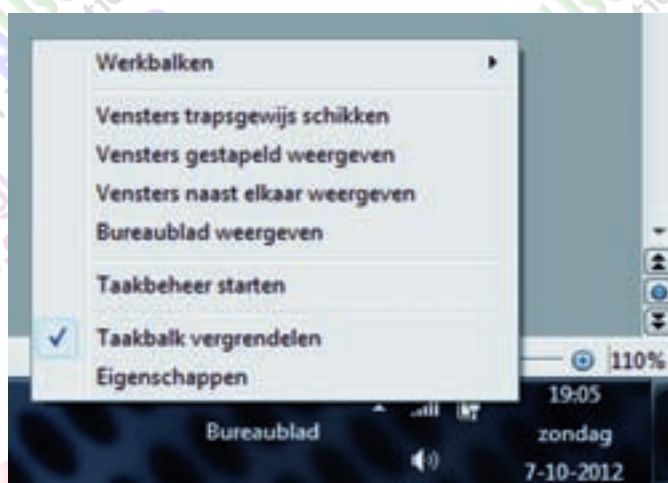 Werkbalken
Vensters trapsgewijs schikken
Vensters gestapeld weergeven
Vensters naast elkaar weergeven
Bureaublad weergeven
Taakbeheer starten
Taakbalk vergrendelen
Eigenschappen
110%
19:05
Bureaublad
zondag
7-10-2012